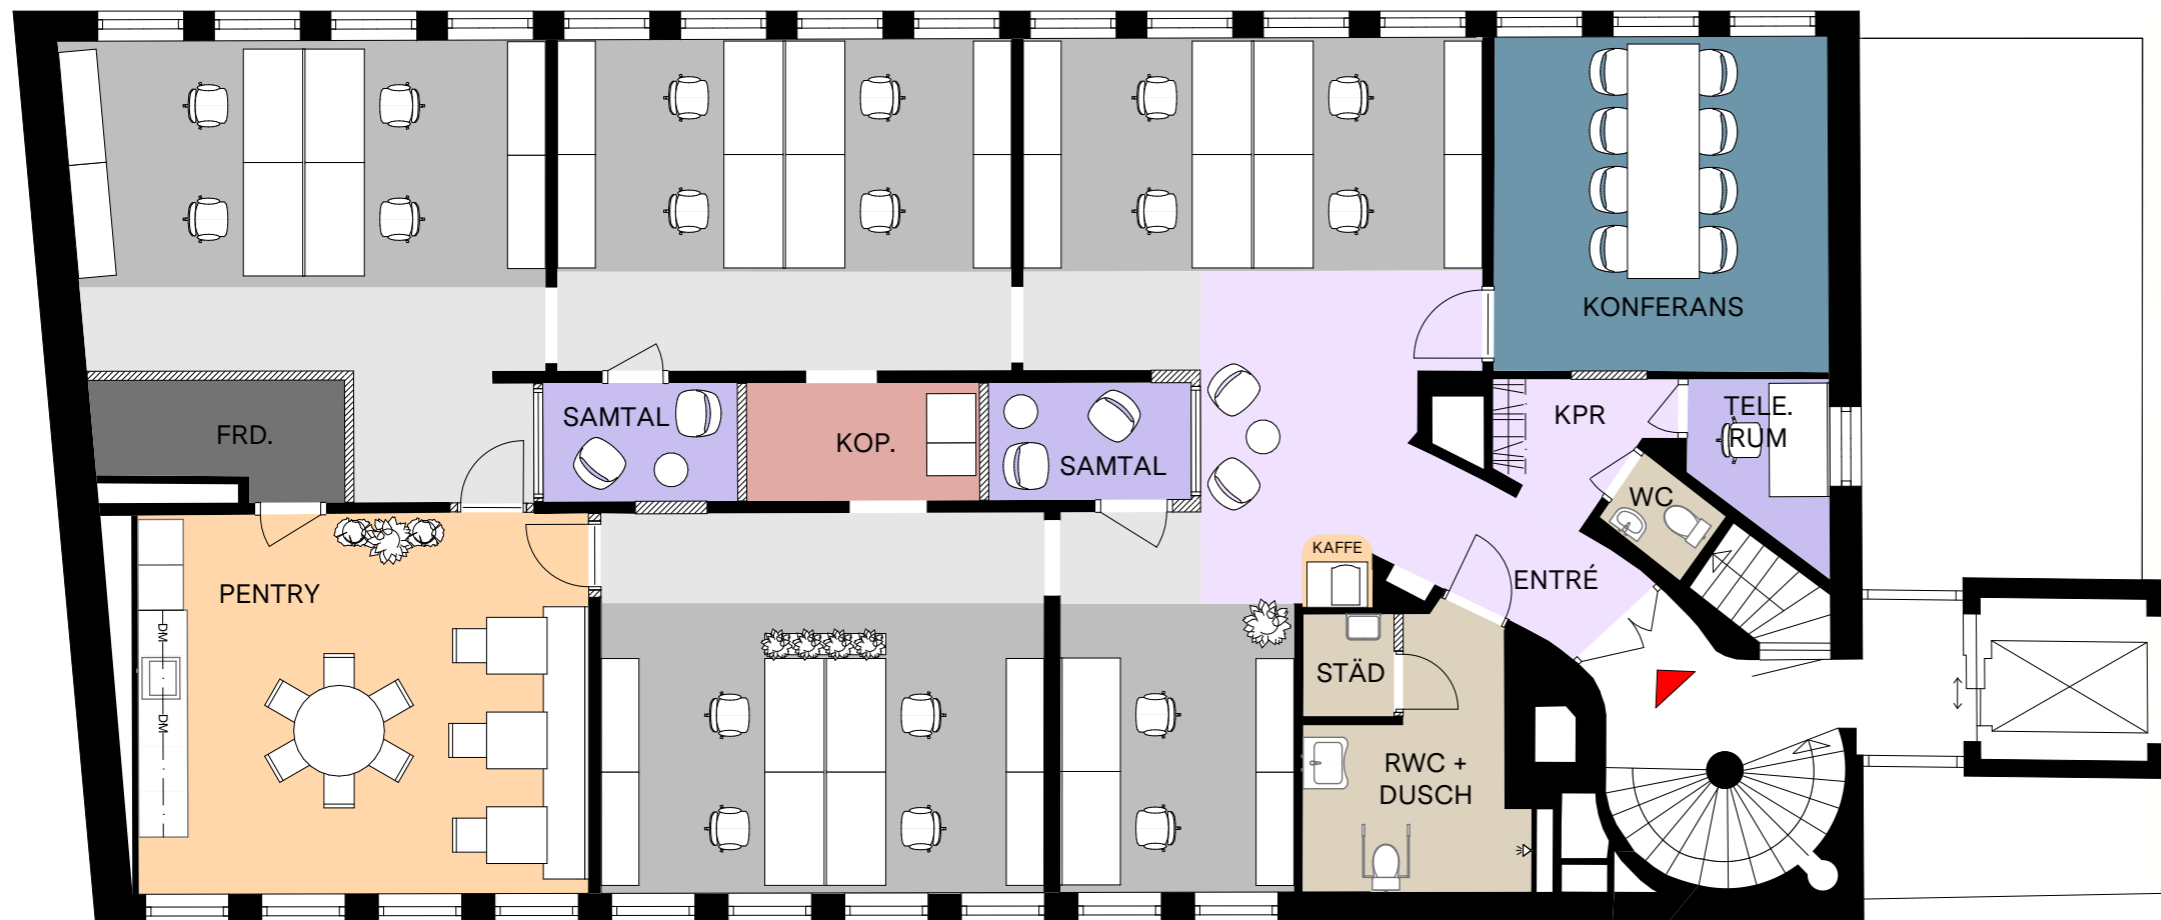 KONFERANS
SAMTAL
KOP.
SAMTAL
FRD.
KPR
TELE.
RUM
WC
KAFFE
ENTRÉ
PENTRY
DM
DM
STÄD
RWC +
DUSCH